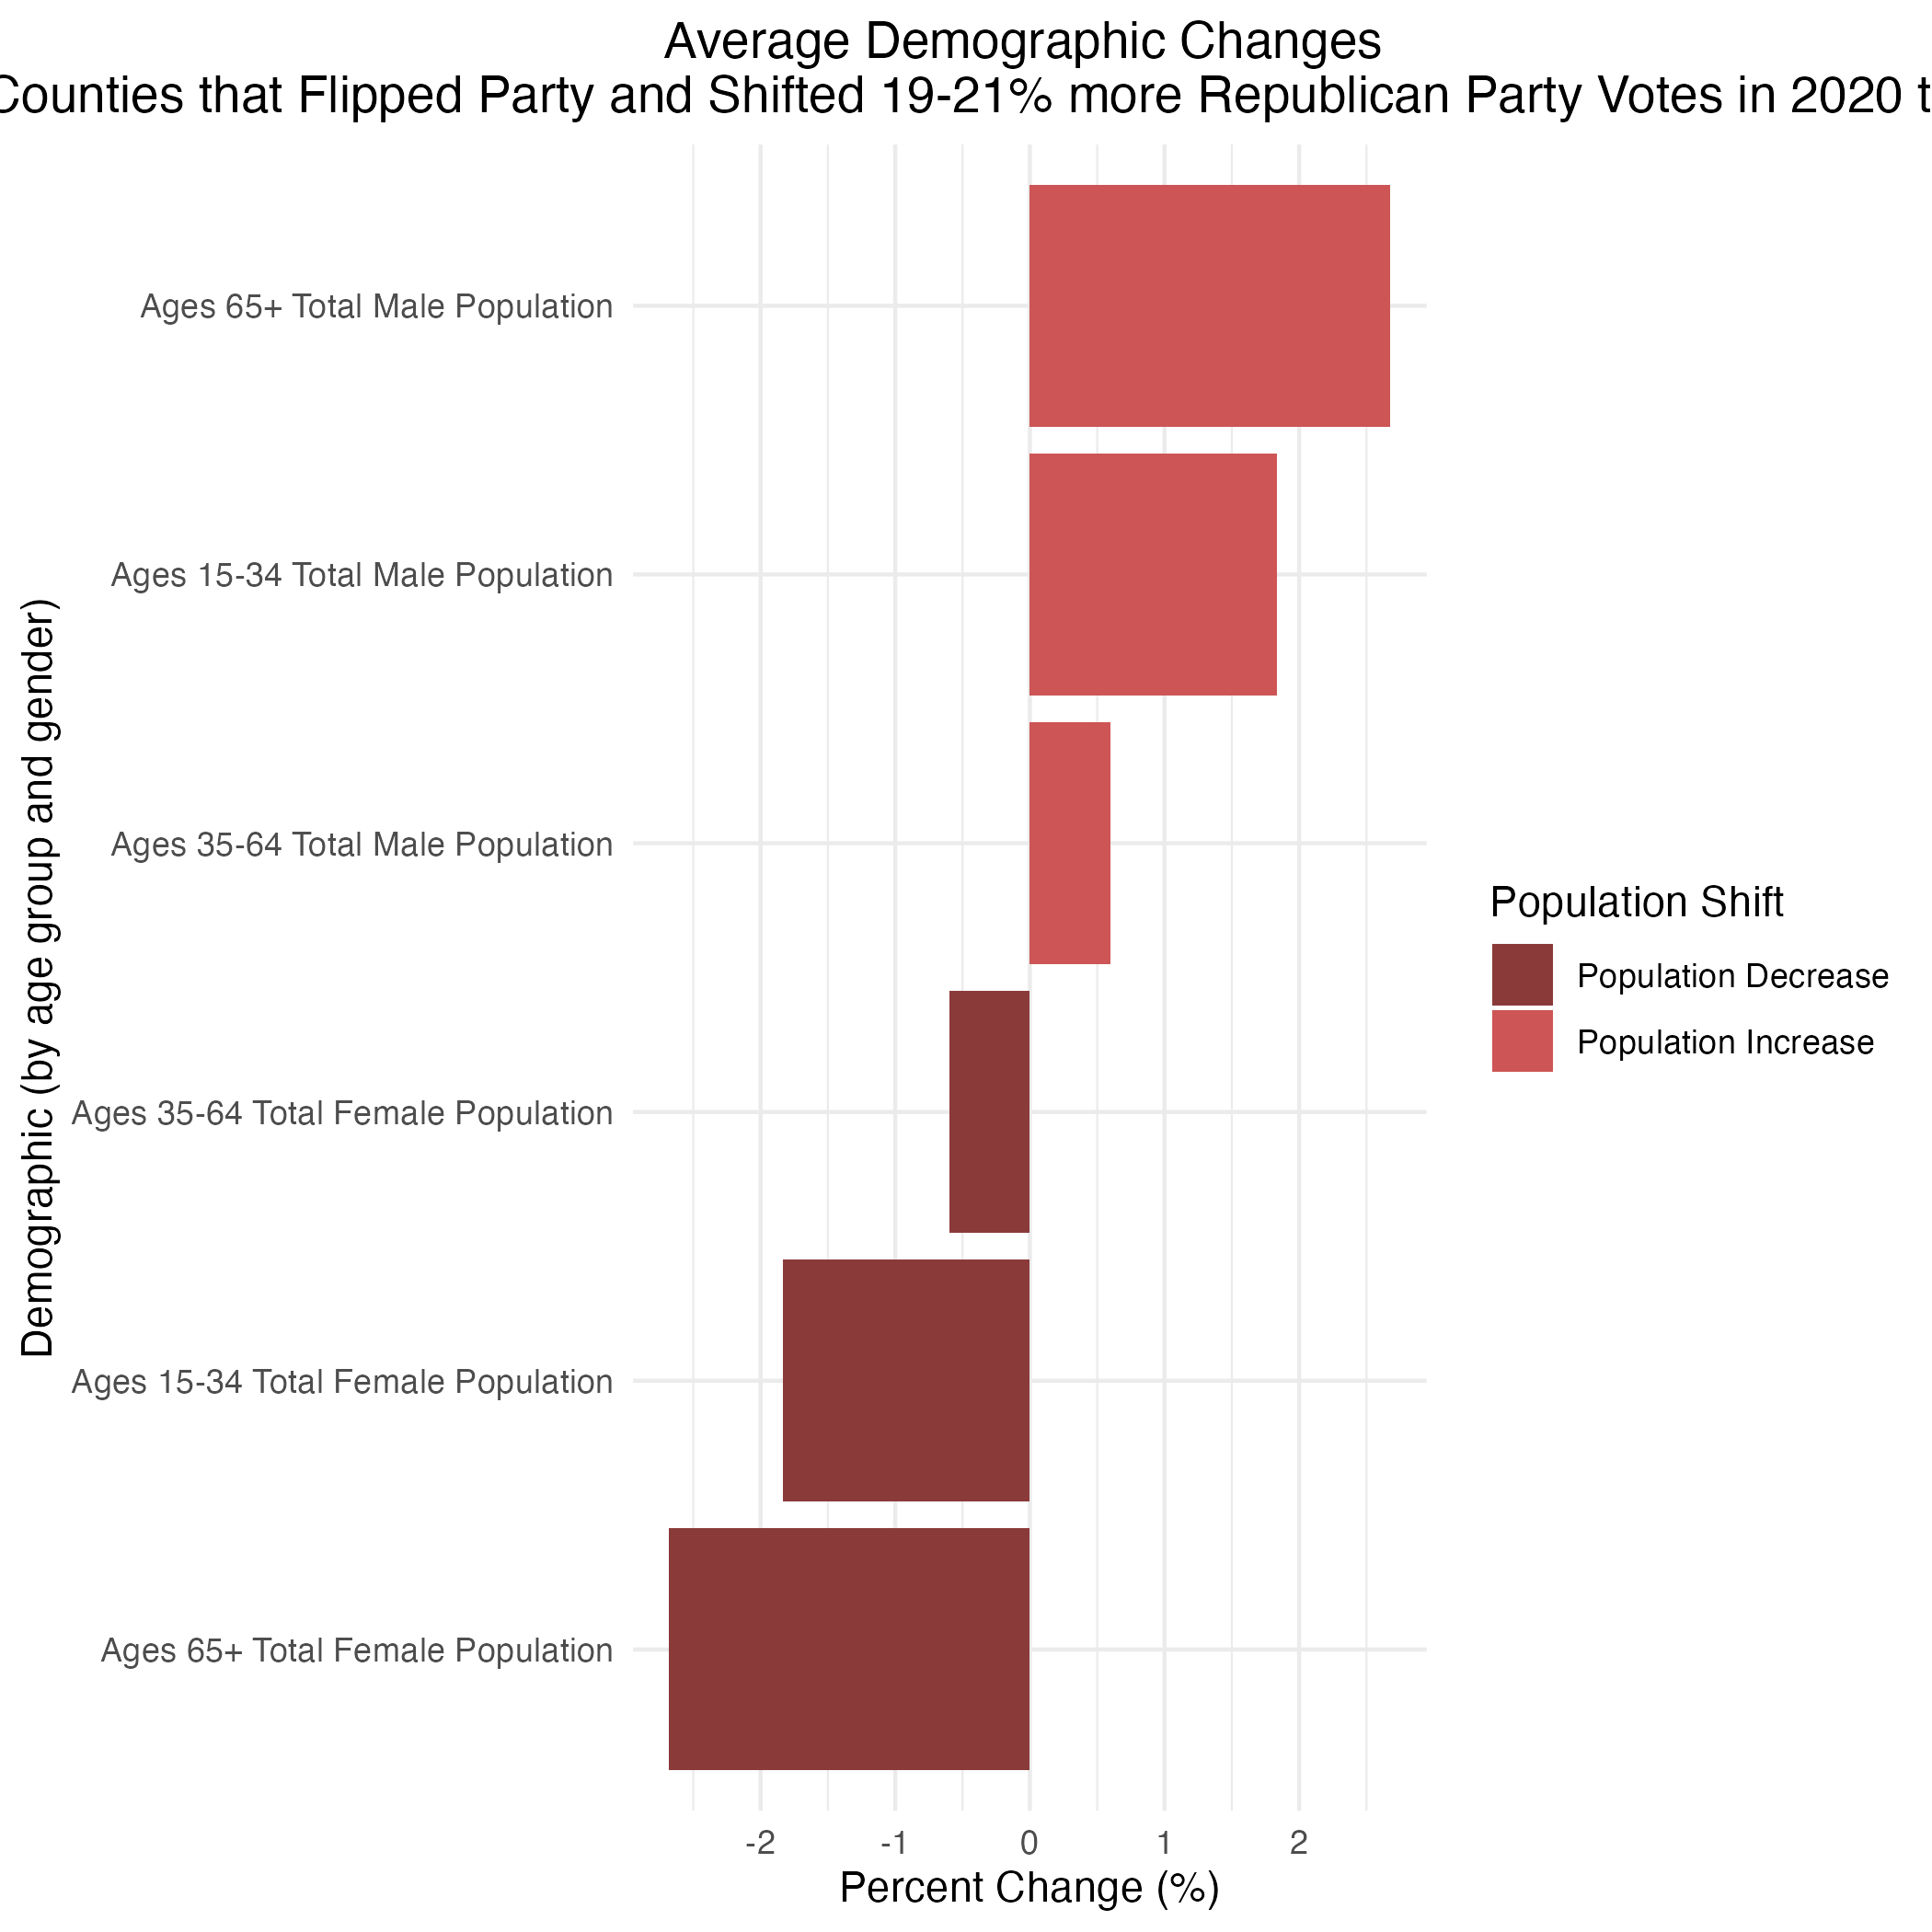 Average Demographic Changes
Counties that Flipped Party and Shifted 19-21% more Republican Party Votes in 2020 t
Demographic (by age group and gender)
Ages 65+ Total Male Population
Ages 15-34 Total Male Population
Ages 35-64 Total Male Population
Ages 35-64 Total Female Population
Ages 15-34 Total Female Population
Ages 65+ Total Female Population
-2 -1 0 1 2
Percent Change (%)
Population Shift
Population Decrease
Population Increase